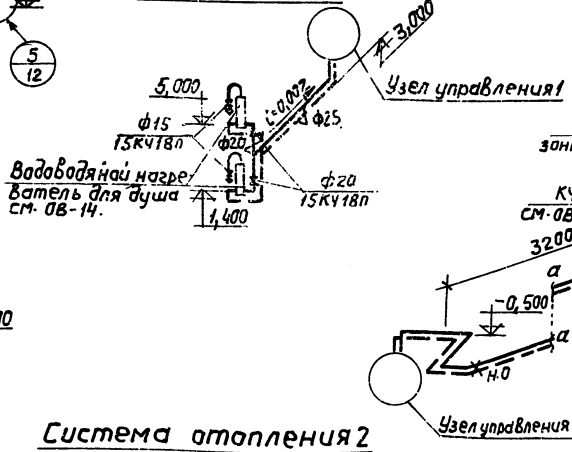 5
12
3,000
Узел управления 1
5,000
i=0,002
ф25
ф15
15кч18п
ф20
Водоводяной нагре-
ватель для душа
см. ОВ-14.
ф20
15кч18п
1,400
зон
см. ОВ
3200
а
-0,500
а
н.о
Узел управления
Система отопления 2